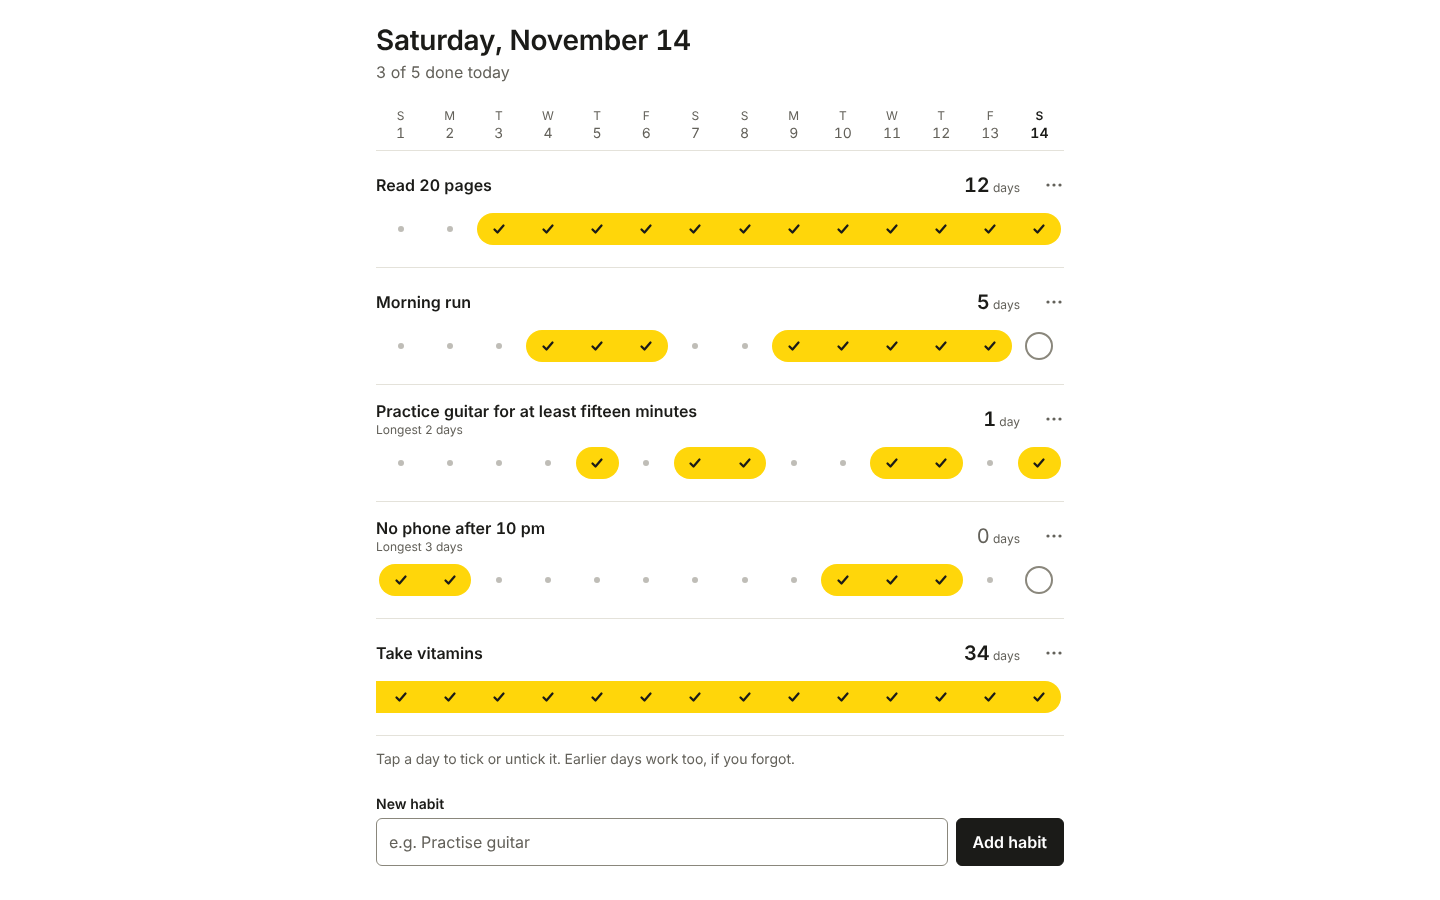 Saturday, November 14
3 of 5 done today
S M T W T F S S M T W T F S
1 2 3 4 5 6 7 8 9 10 11 12 13 14
Read 20 pages 12 days
Morning run 5 days
Practice guitar for at least fifteen minutes 1 day
Longest 2 days
No phone after 10 pm 0 days
Longest 3 days
Take vitamins 34 days
Tap a day to tick or untick it. Earlier days work too, if you forgot.
New habit
e.g. Practise guitar Add habit